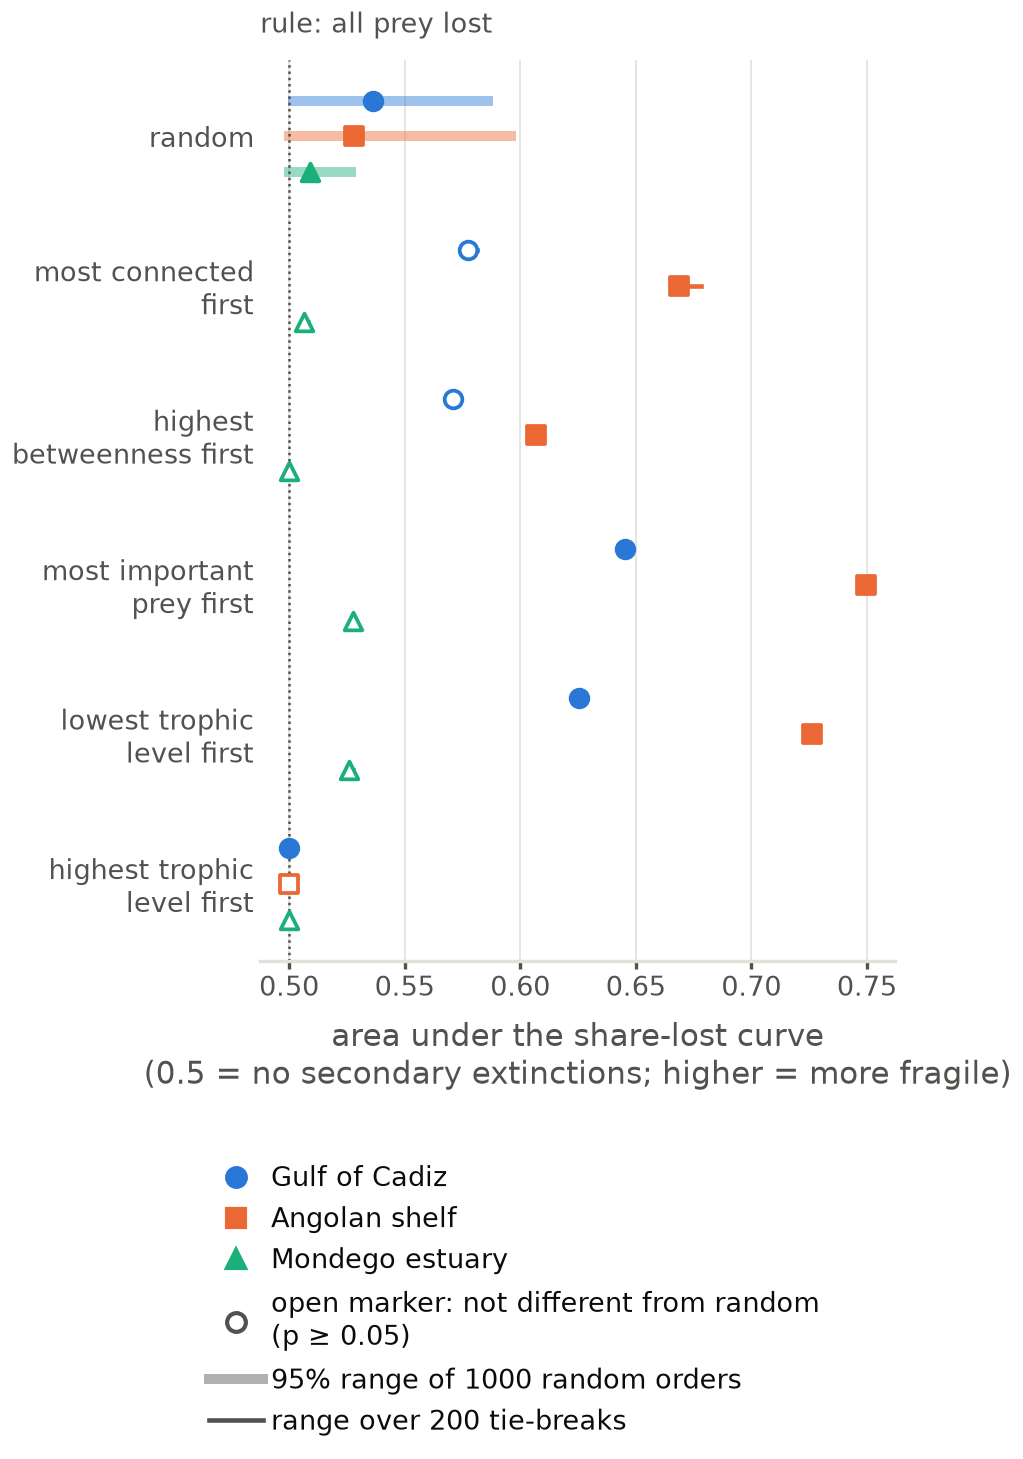 rule: all prey lost
random
most connected
first
highest
betweenness first
most important
prey first
lowest trophic
level first
highest trophic
level first
0.50 0.55 0.60 0.65 0.70 0.75
area under the share-lost curve
(0.5 = no secondary extinctions; higher = more fragile)
Gulf of Cadiz
Angolan shelf
Mondego estuary
open marker: not different from random
(p ≥ 0.05)
95% range of 1000 random orders
range over 200 tie-breaks